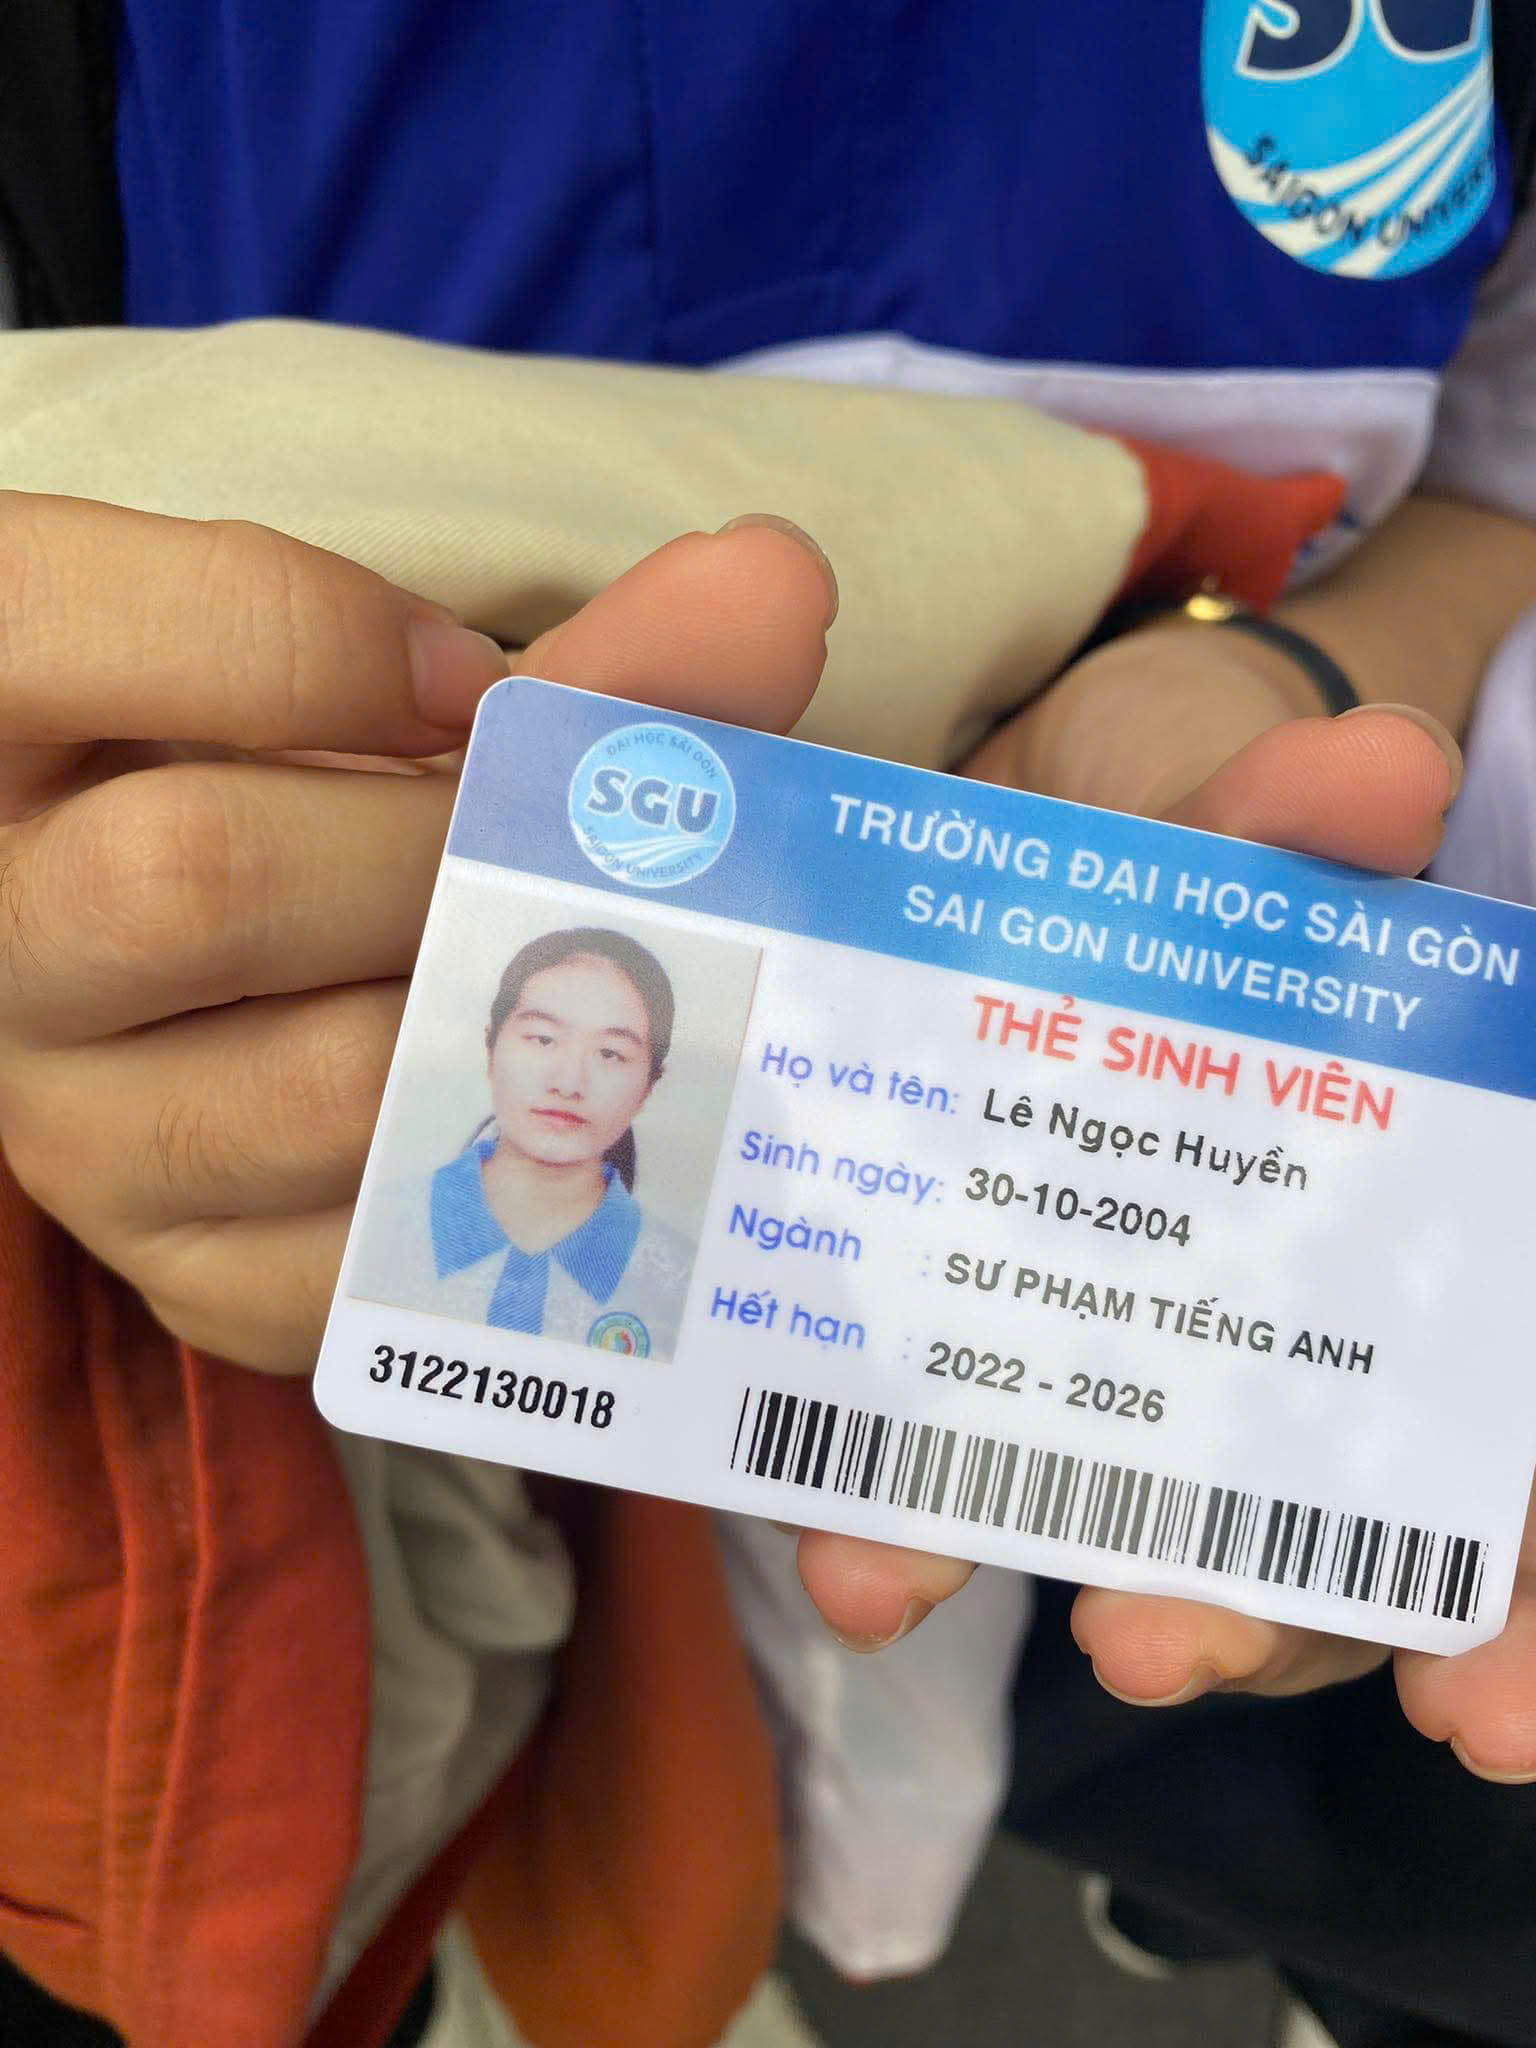 SAIGON UNIVER
ĐẠI HỌC SÀI GÒN
SGU
SAIGON UNIVERSITY
TRƯỜNG ĐẠI HỌC SÀI GÒN
SAI GON UNIVERSITY
THẺ SINH VIÊN
Họ và tên: Lê Ngọc Huyền
Sinh ngày: 30-10-2004
Ngành : SƯ PHẠM TIẾNG ANH
Hết hạn : 2022 - 2026
3122130018